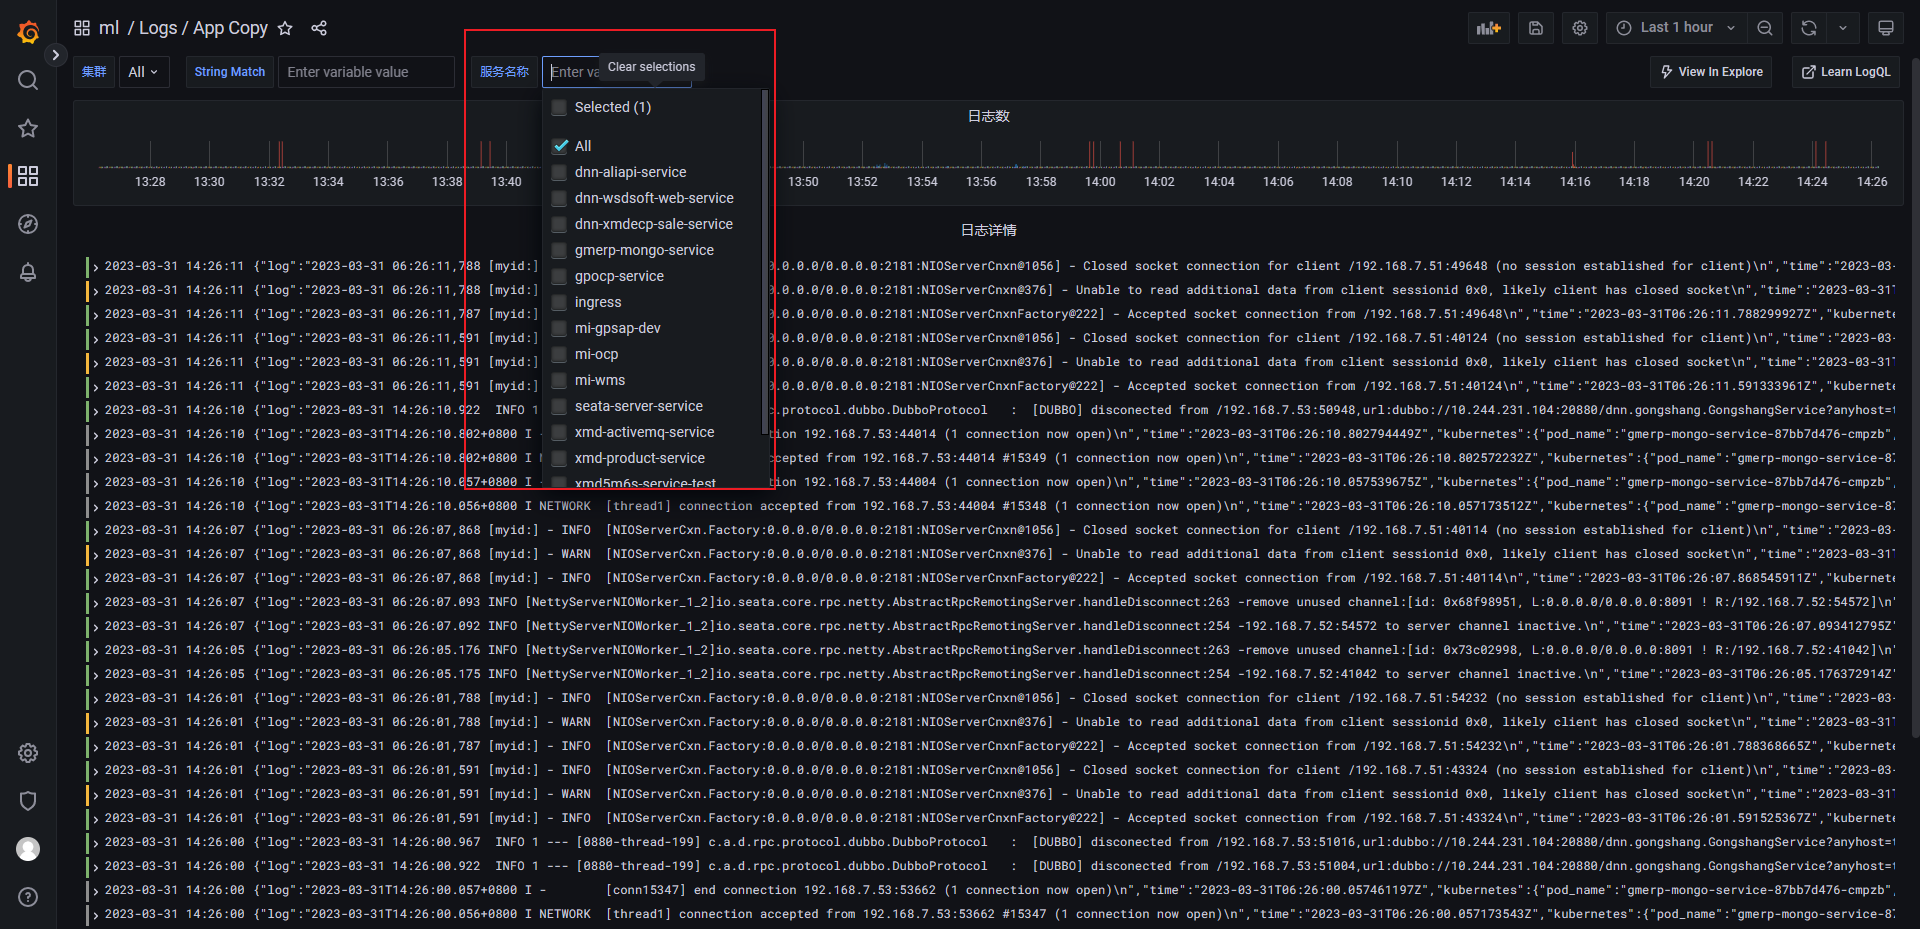 ml / Logs / App Copy
Last 1 hour
集群
All
String Match
Enter variable value
服务名称
Enter va
Clear selections
View In Explore
Learn LogQL
Selected (1)
All
dnn-aliapi-service
dnn-wsdsoft-web-service
dnn-xmdecp-sale-service
gmerp-mongo-service
gpocp-service
ingress
mi-gpsap-dev
mi-ocp
mi-wms
seata-server-service
xmd-activemq-service
xmd-product-service
xmd5m6s-service-test
日志数
13:28 13:30 13:32 13:34 13:36 13:38 13:40 13:50 13:52 13:54 13:56 13:58 14:00 14:02 14:04 14:06 14:08 14:10 14:12 14:14 14:16 14:18 14:20 14:22 14:24 14:26
日志详情
2023-03-31 14:26:11 {"log":"2023-03-31 06:26:11,788 [myid:] 0.0.0.0/0.0.0.0:2181:NIOServerCnxn@1056] - Closed socket connection for client /192.168.7.51:49648 (no session established for client)\n","time":"2023-03-
2023-03-31 14:26:11 {"log":"2023-03-31 06:26:11,788 [myid:] 0.0.0.0/0.0.0.0:2181:NIOServerCnxn@376] - Unable to read additional data from client sessionid 0x0, likely client has closed socket\n","time":"2023-03-31T
2023-03-31 14:26:11 {"log":"2023-03-31 06:26:11,787 [myid:] 0.0.0.0/0.0.0.0:2181:NIOServerCnxnFactory@222] - Accepted socket connection from /192.168.7.51:49648\n","time":"2023-03-31T06:26:11.788299927Z","kubernete
2023-03-31 14:26:11 {"log":"2023-03-31 06:26:11,591 [myid:] 0.0.0.0/0.0.0.0:2181:NIOServerCnxn@1056] - Closed socket connection for client /192.168.7.51:40124 (no session established for client)\n","time":"2023-03-
2023-03-31 14:26:11 {"log":"2023-03-31 06:26:11,591 [myid:] 0.0.0.0/0.0.0.0:2181:NIOServerCnxn@376] - Unable to read additional data from client sessionid 0x0, likely client has closed socket\n","time":"2023-03-31T
2023-03-31 14:26:11 {"log":"2023-03-31 06:26:11,591 [myid:] 0.0.0.0/0.0.0.0:2181:NIOServerCnxnFactory@222] - Accepted socket connection from /192.168.7.51:40124\n","time":"2023-03-31T06:26:11.591333961Z","kubernete
2023-03-31 14:26:10 {"log":"2023-03-31 14:26:10.922 INFO 1 c.protocol.dubbo.DubboProtocol : [DUBBO] disconected from /192.168.7.53:50948,url:dubbo://10.244.231.104:20880/dnn.gongshang.GongshangService?anyhost=t
2023-03-31 14:26:10 {"log":"2023-03-31T14:26:10.802+0800 I - tion 192.168.7.53:44014 (1 connection now open)\n","time":"2023-03-31T06:26:10.802794449Z","kubernetes":{"pod_name":"gmerp-mongo-service-87bb7d476-cmpzb",
2023-03-31 14:26:10 {"log":"2023-03-31T14:26:10.802+0800 I N ccepted from 192.168.7.53:44014 #15349 (1 connection now open)\n","time":"2023-03-31T06:26:10.802572232Z","kubernetes":{"pod_name":"gmerp-mongo-service-87
2023-03-31 14:26:10 {"log":"2023-03-31T14:26:10.057+0800 I - tion 192.168.7.53:44004 (1 connection now open)\n","time":"2023-03-31T06:26:10.057539675Z","kubernetes":{"pod_name":"gmerp-mongo-service-87bb7d476-cmpzb",
2023-03-31 14:26:10 {"log":"2023-03-31T14:26:10.056+0800 I NETWORK [thread1] connection accepted from 192.168.7.53:44004 #15348 (1 connection now open)\n","time":"2023-03-31T06:26:10.057173512Z","kubernetes":{"pod_name":"gmerp-mongo-service-87
2023-03-31 14:26:07 {"log":"2023-03-31 06:26:07,868 [myid:] - INFO [NIOServerCxn.Factory:0.0.0.0/0.0.0.0:2181:NIOServerCnxn@1056] - Closed socket connection for client /192.168.7.51:40114 (no session established for client)\n","time":"2023-03-
2023-03-31 14:26:07 {"log":"2023-03-31 06:26:07,868 [myid:] - WARN [NIOServerCxn.Factory:0.0.0.0/0.0.0.0:2181:NIOServerCnxn@376] - Unable to read additional data from client sessionid 0x0, likely client has closed socket\n","time":"2023-03-31T
2023-03-31 14:26:07 {"log":"2023-03-31 06:26:07,868 [myid:] - INFO [NIOServerCxn.Factory:0.0.0.0/0.0.0.0:2181:NIOServerCnxnFactory@222] - Accepted socket connection from /192.168.7.51:40114\n","time":"2023-03-31T06:26:07.868545911Z","kubernete
2023-03-31 14:26:07 {"log":"2023-03-31 06:26:07.093 INFO [NettyServerNIOWorker_1_2]io.seata.core.rpc.netty.AbstractRpcRemotingServer.handleDisconnect:263 -remove unused channel:[id: 0x68f98951, L:0.0.0.0/0.0.0.0:8091 ! R:/192.168.7.52:54572]\n"
2023-03-31 14:26:07 {"log":"2023-03-31 06:26:07.092 INFO [NettyServerNIOWorker_1_2]io.seata.core.rpc.netty.AbstractRpcRemotingServer.handleDisconnect:254 -192.168.7.52:54572 to server channel inactive.\n","time":"2023-03-31T06:26:07.093412795Z"
2023-03-31 14:26:05 {"log":"2023-03-31 06:26:05.176 INFO [NettyServerNIOWorker_1_2]io.seata.core.rpc.netty.AbstractRpcRemotingServer.handleDisconnect:263 -remove unused channel:[id: 0x73c02998, L:0.0.0.0/0.0.0.0:8091 ! R:/192.168.7.52:41042]\n"
2023-03-31 14:26:05 {"log":"2023-03-31 06:26:05.175 INFO [NettyServerNIOWorker_1_2]io.seata.core.rpc.netty.AbstractRpcRemotingServer.handleDisconnect:254 -192.168.7.52:41042 to server channel inactive.\n","time":"2023-03-31T06:26:05.176372914Z"
2023-03-31 14:26:01 {"log":"2023-03-31 06:26:01,788 [myid:] - INFO [NIOServerCxn.Factory:0.0.0.0/0.0.0.0:2181:NIOServerCnxn@1056] - Closed socket connection for client /192.168.7.51:54232 (no session established for client)\n","time":"2023-03-
2023-03-31 14:26:01 {"log":"2023-03-31 06:26:01,788 [myid:] - WARN [NIOServerCxn.Factory:0.0.0.0/0.0.0.0:2181:NIOServerCnxn@376] - Unable to read additional data from client sessionid 0x0, likely client has closed socket\n","time":"2023-03-31T
2023-03-31 14:26:01 {"log":"2023-03-31 06:26:01,787 [myid:] - INFO [NIOServerCxn.Factory:0.0.0.0/0.0.0.0:2181:NIOServerCnxnFactory@222] - Accepted socket connection from /192.168.7.51:54232\n","time":"2023-03-31T06:26:01.788368665Z","kubernete
2023-03-31 14:26:01 {"log":"2023-03-31 06:26:01,591 [myid:] - INFO [NIOServerCxn.Factory:0.0.0.0/0.0.0.0:2181:NIOServerCnxn@1056] - Closed socket connection for client /192.168.7.51:43324 (no session established for client)\n","time":"2023-03-
2023-03-31 14:26:01 {"log":"2023-03-31 06:26:01,591 [myid:] - WARN [NIOServerCxn.Factory:0.0.0.0/0.0.0.0:2181:NIOServerCnxn@376] - Unable to read additional data from client sessionid 0x0, likely client has closed socket\n","time":"2023-03-31T
2023-03-31 14:26:01 {"log":"2023-03-31 06:26:01,591 [myid:] - INFO [NIOServerCxn.Factory:0.0.0.0/0.0.0.0:2181:NIOServerCnxnFactory@222] - Accepted socket connection from /192.168.7.51:43324\n","time":"2023-03-31T06:26:01.591525367Z","kubernete
2023-03-31 14:26:00 {"log":"2023-03-31 14:26:00.967 INFO 1 --- [0880-thread-199] c.a.d.rpc.protocol.dubbo.DubboProtocol : [DUBBO] disconected from /192.168.7.53:51016,url:dubbo://10.244.231.104:20880/dnn.gongshang.GongshangService?anyhost=t
2023-03-31 14:26:00 {"log":"2023-03-31 14:26:00.922 INFO 1 --- [0880-thread-199] c.a.d.rpc.protocol.dubbo.DubboProtocol : [DUBBO] disconected from /192.168.7.53:51004,url:dubbo://10.244.231.104:20880/dnn.gongshang.GongshangService?anyhost=t
2023-03-31 14:26:00 {"log":"2023-03-31T14:26:00.057+0800 I - [conn15347] end connection 192.168.7.53:53662 (1 connection now open)\n","time":"2023-03-31T06:26:00.057461197Z","kubernetes":{"pod_name":"gmerp-mongo-service-87bb7d476-cmpzb",
2023-03-31 14:26:00 {"log":"2023-03-31T14:26:00.056+0800 I NETWORK [thread1] connection accepted from 192.168.7.53:53662 #15347 (1 connection now open)\n","time":"2023-03-31T06:26:00.057173543Z","kubernetes":{"pod_name":"gmerp-mongo-service-87